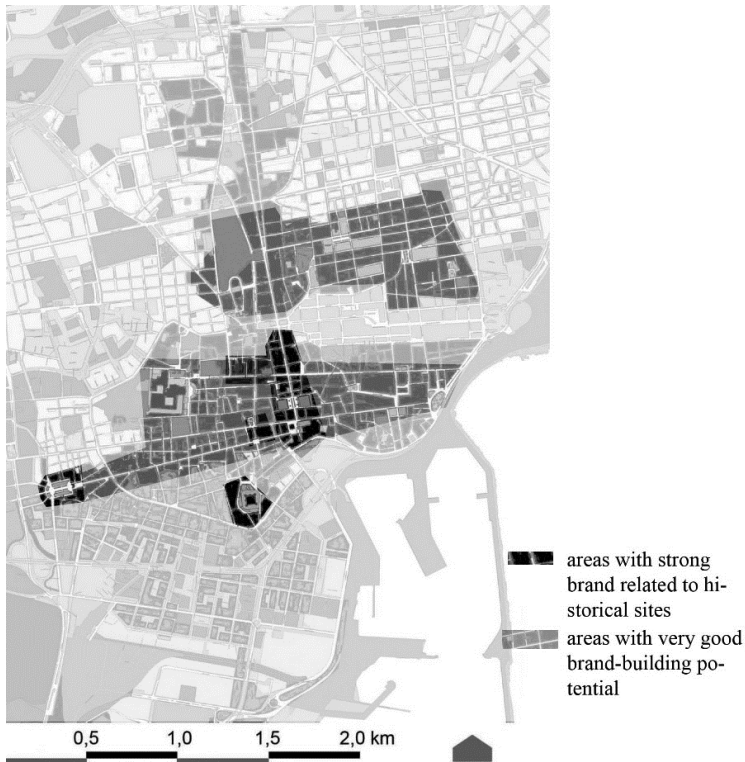 areas with strong
brand related to hi-
storical sites
areas with very good
brand-building po-
tential
0,5 1,0 1,5 2,0 km